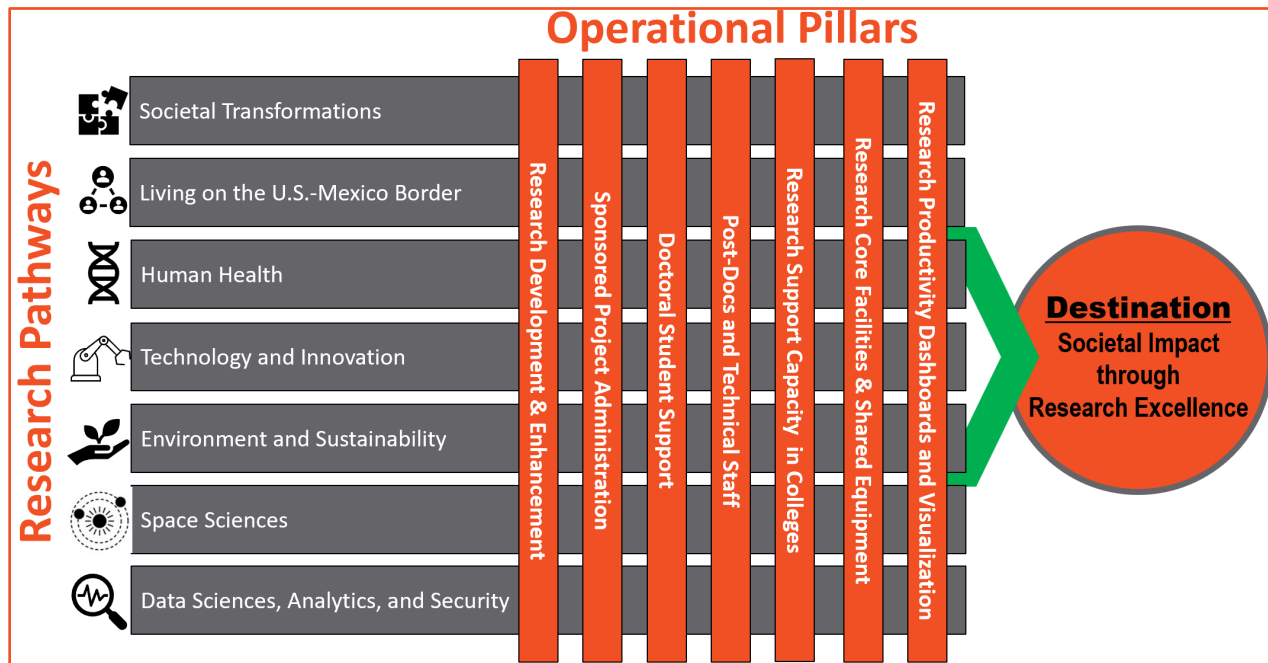 Operational Pillars
Research Pathways
Societal Transformations
Living on the U.S.-Mexico Border
Human Health
Technology and Innovation
Environment and Sustainability
Space Sciences
Data Sciences, Analytics, and Security
Research Development & Enhancement
Sponsored Project Administration
Doctoral Student Support
Post-Docs and Technical Staff
Research Support Capacity in Colleges
Research Core Facilities & Shared Equipment
Research Productivity Dashboards and Visualization
Destination
Societal Impact
through
Research Excellence